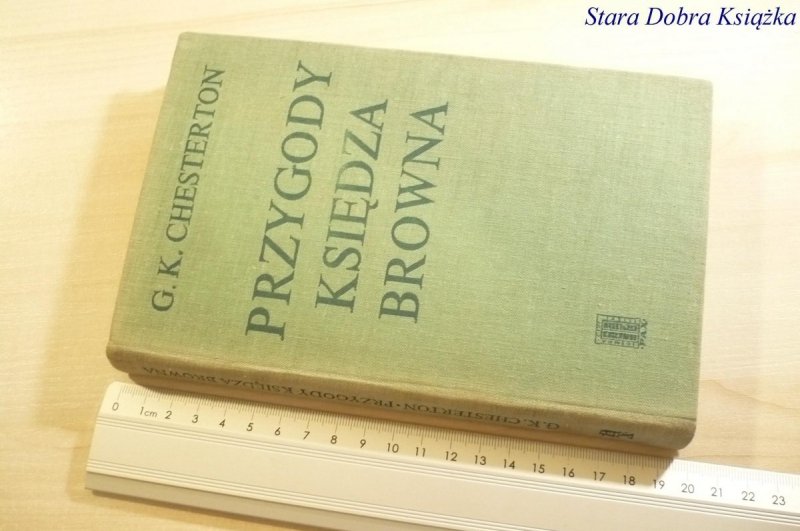 Stara Dobra Książka
G. K. CHESTERTON
PRZYGODY
KSIĘDZA
BROWNA
PAX
G. K. CHESTERTON • PRZYGODY KSIĘDZA BROWNA
0 1cm 2 3 4 5 6 7 8 9 10 11 12 13 14 15 16 17 18 19 20 21 22 23